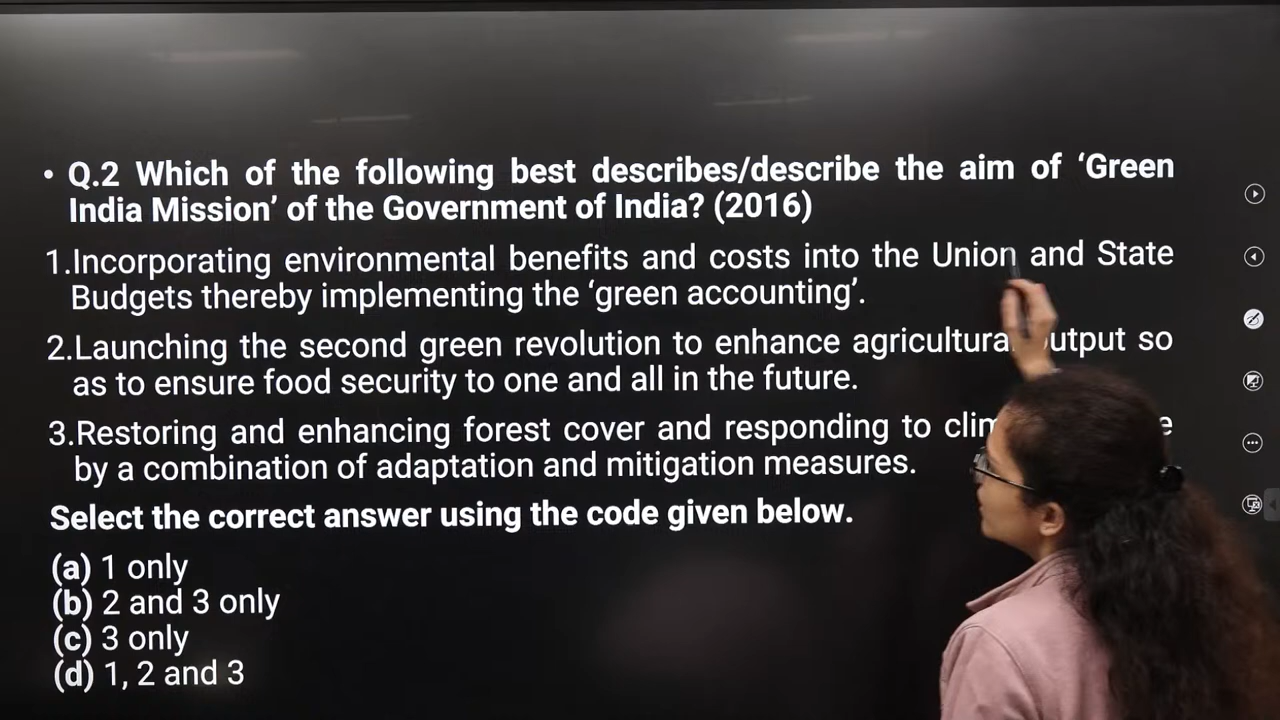 • Q.2 Which of the following best describes/describe the aim of ‘Green
India Mission’ of the Government of India? (2016)
1.Incorporating environmental benefits and costs into the Union and State
Budgets thereby implementing the ‘green accounting’.
2.Launching the second green revolution to enhance agricultural output so
as to ensure food security to one and all in the future.
3.Restoring and enhancing forest cover and responding to
by a combination of adaptation and mitigation measures.
Select the correct answer using the code given below.
(a) 1 only
(b) 2 and 3 only
(c) 3 only
(d) 1, 2 and 3